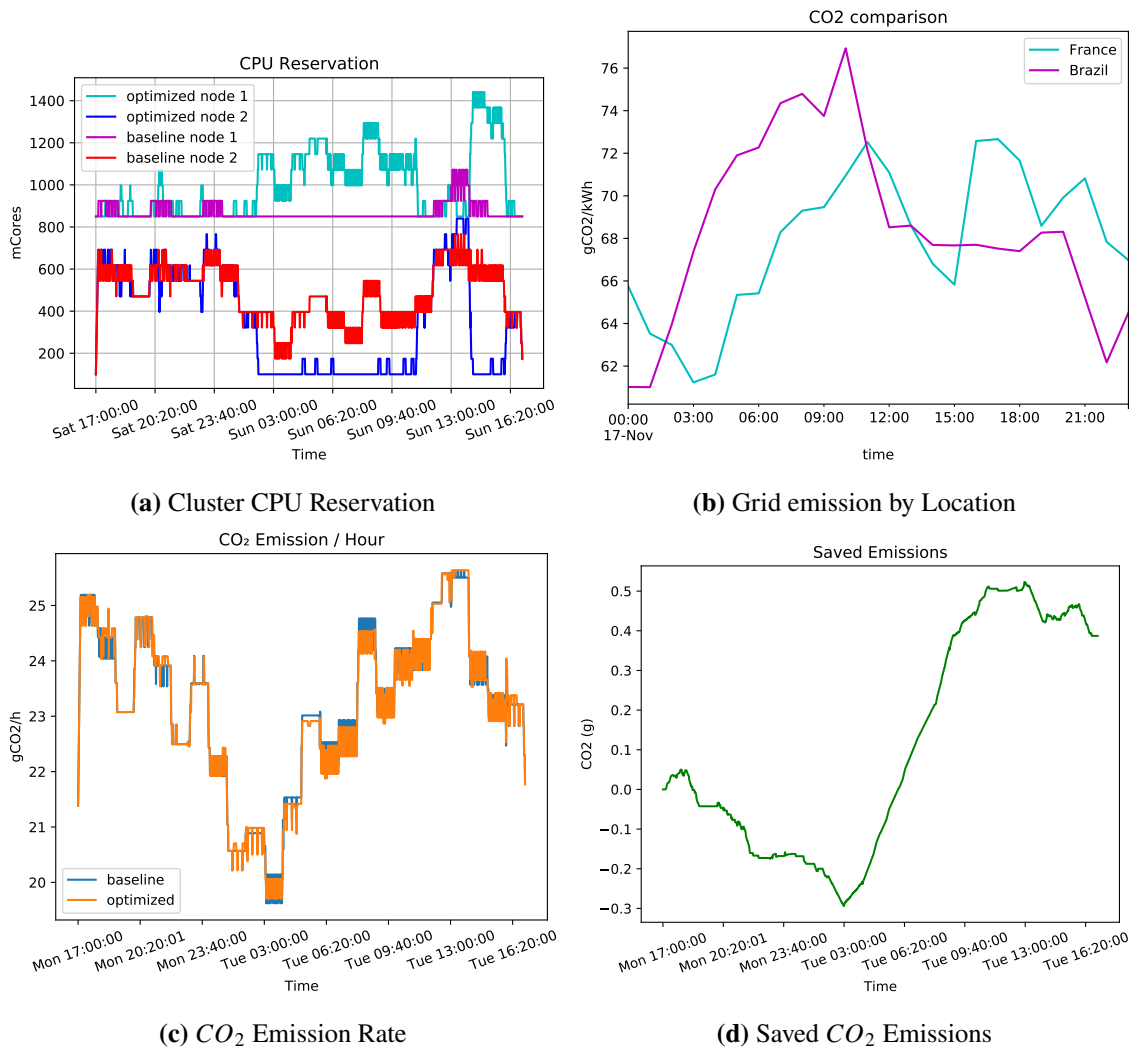 CPU Reservation
optimized node 1
optimized node 2
baseline node 1
baseline node 2
1400
1200
1000
800
600
400
200
mCores
Sat 17:00:00
Sat 20:20:00
Sat 23:40:00
Sun 03:00:00
Sun 06:20:00
Sun 09:40:00
Sun 13:00:00
Sun 16:20:00
Time
(a) Cluster CPU Reservation
CO2 comparison
France
Brazil
76
74
72
70
68
66
64
62
gCO2/kWh
00:00
17-Nov
03:00
06:00
09:00
12:00
15:00
18:00
21:00
time
(b) Grid emission by Location
CO₂ Emission / Hour
25
24
23
22
21
20
gCO2/h
baseline
optimized
Mon 17:00:00
Mon 20:20:01
Mon 23:40:00
Tue 03:00:00
Tue 06:20:00
Tue 09:40:00
Tue 13:00:00
Tue 16:20:00
Time
(c) CO₂ Emission Rate
Saved Emissions
0.5
0.4
0.3
0.2
0.1
0.0
−0.1
−0.2
−0.3
CO2 (g)
Mon 17:00:00
Mon 20:20:01
Mon 23:40:00
Tue 03:00:00
Tue 06:20:00
Tue 09:40:00
Tue 13:00:00
Tue 16:20:00
Time
(d) Saved CO₂ Emissions